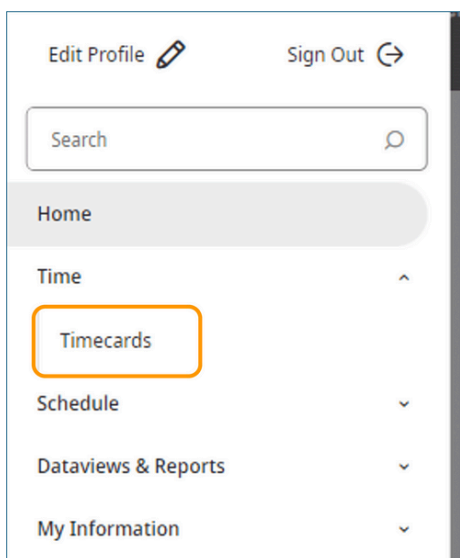 Edit Profile Sign Out
Search
Home
Time
Timecards
Schedule
Dataviews & Reports
My Information